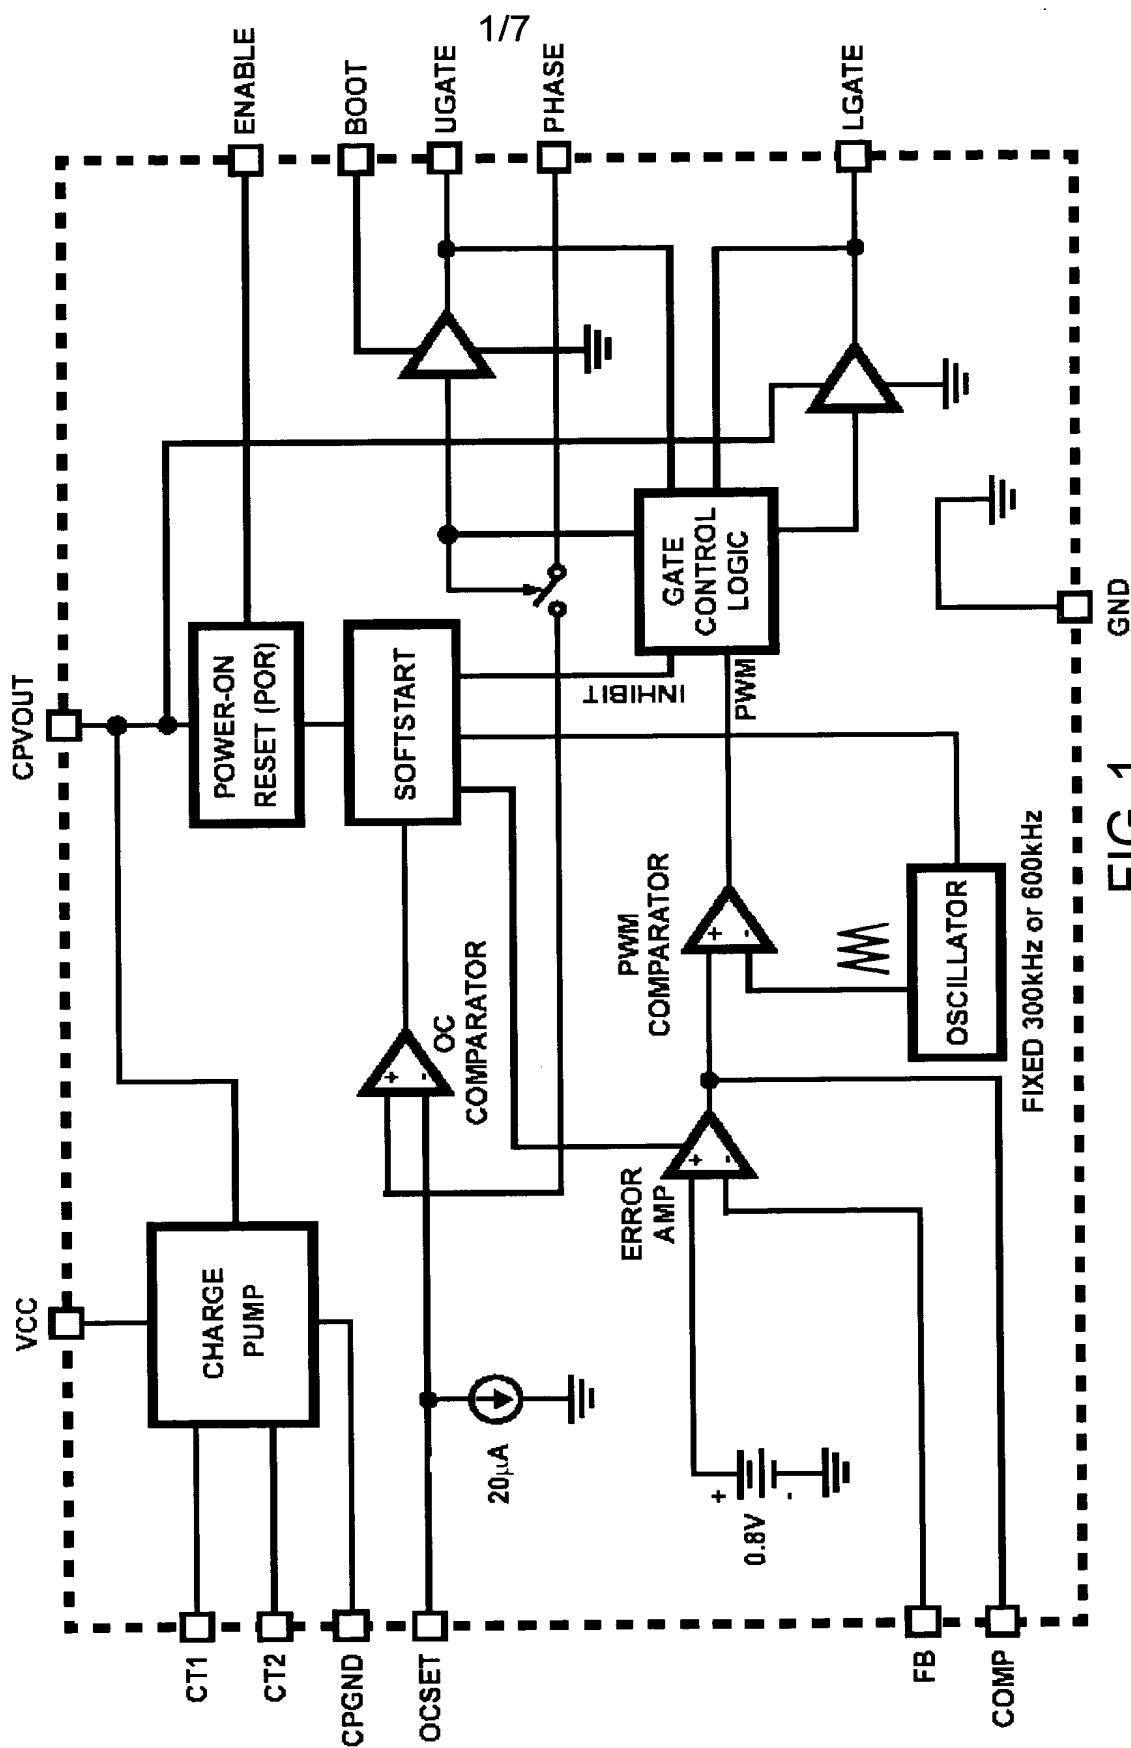 1/7
VCC
CPVOUT
CT1
CT2
CPGND
OCSET
FB
COMP
ENABLE
BOOT
UGATE
PHASE
LGATE
GND
CHARGE
PUMP
POWER-ON
RESET (POR)
SOFTSTART
+
-
OC
COMPARATOR
20µA
INHIBIT
GATE
CONTROL
LOGIC
PWM
PWM
COMPARATOR
+
-
ERROR
AMP
+
-
+
-
0.8V
OSCILLATOR
FIXED 300kHz or 600kHz
FIG. 1